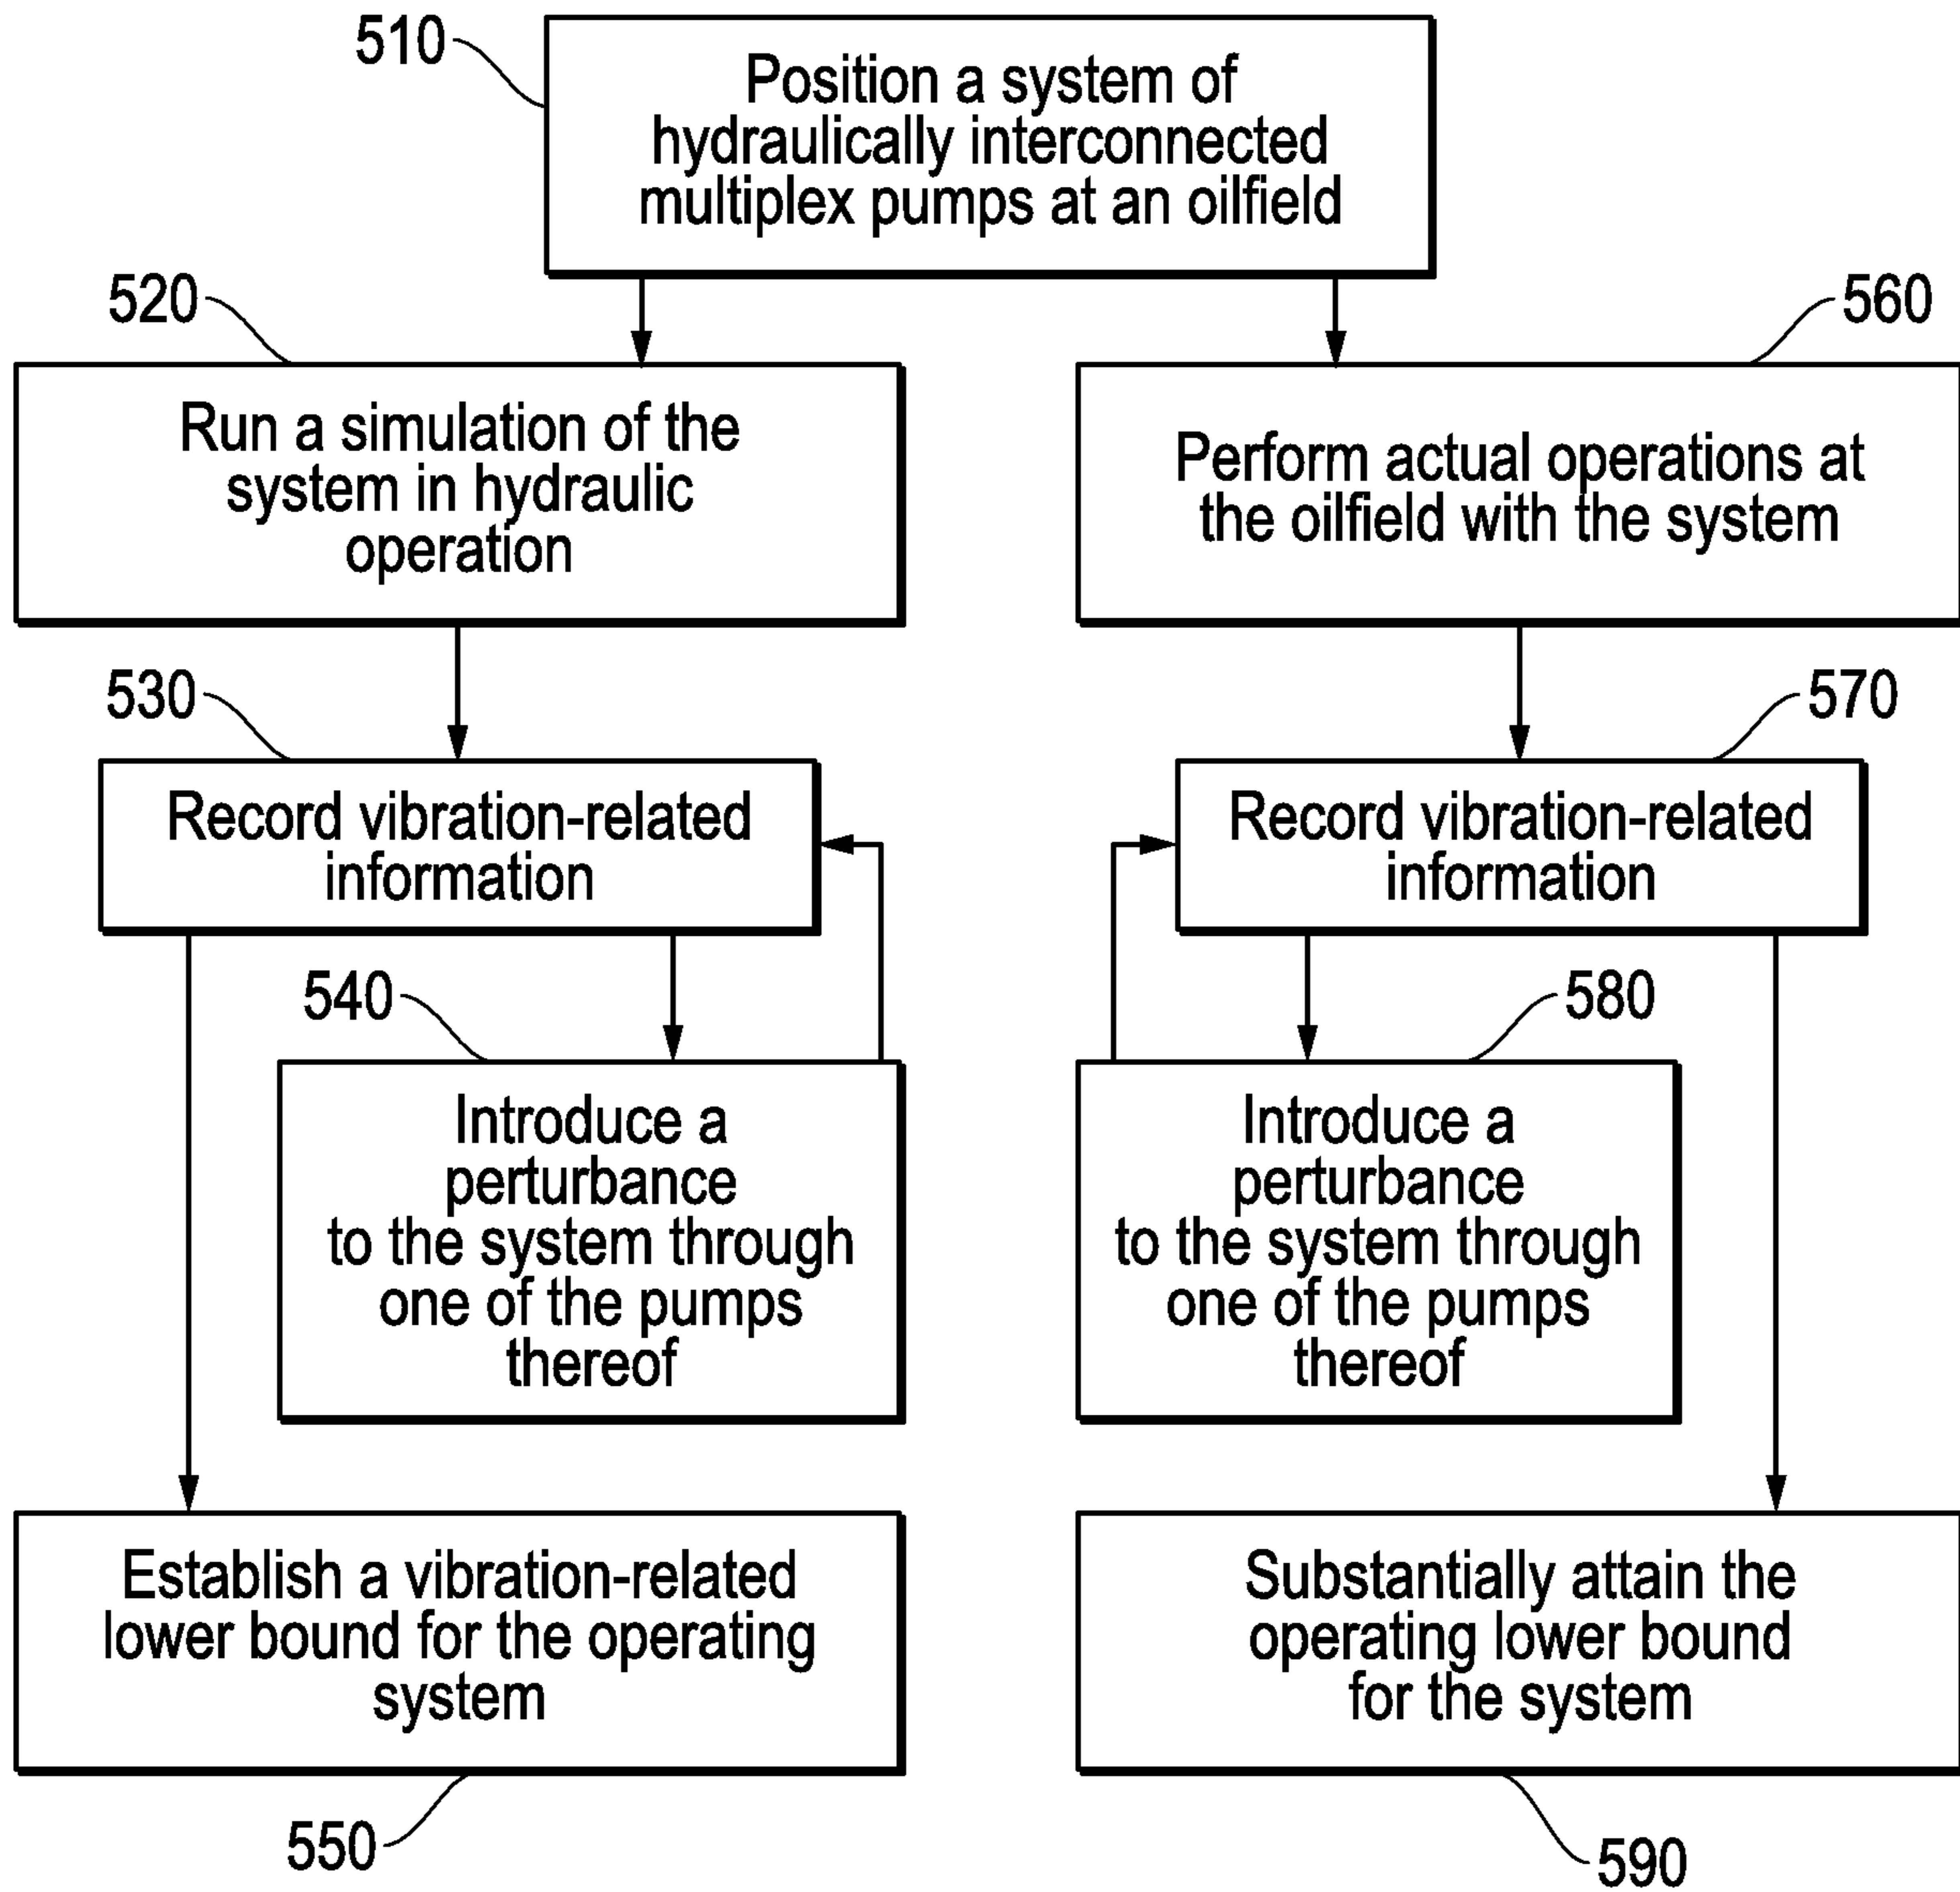 510
Position a system of
hydraulically interconnected
multiplex pumps at an oilfield
520
560
Run a simulation of the
system in hydraulic
operation
Perform actual operations at
the oilfield with the system
530
570
Record vibration-related
information
Record vibration-related
information
540
580
Introduce a
perturbance
to the system through
one of the pumps
thereof
Introduce a
perturbance
to the system through
one of the pumps
thereof
Establish a vibration-related
lower bound for the operating
system
Substantially attain the
operating lower bound
for the system
550
590